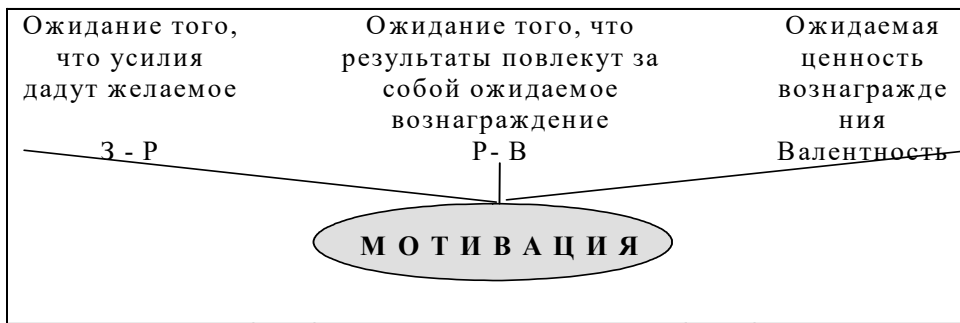 Ожидание того,
что усилия
дадут желаемое
З - Р
Ожидание того, что
результаты повлекут за
собой ожидаемое
вознаграждение
Р- В
Ожидаемая
ценность
вознагражде
ния
Валентность
МОТИВАЦИЯ